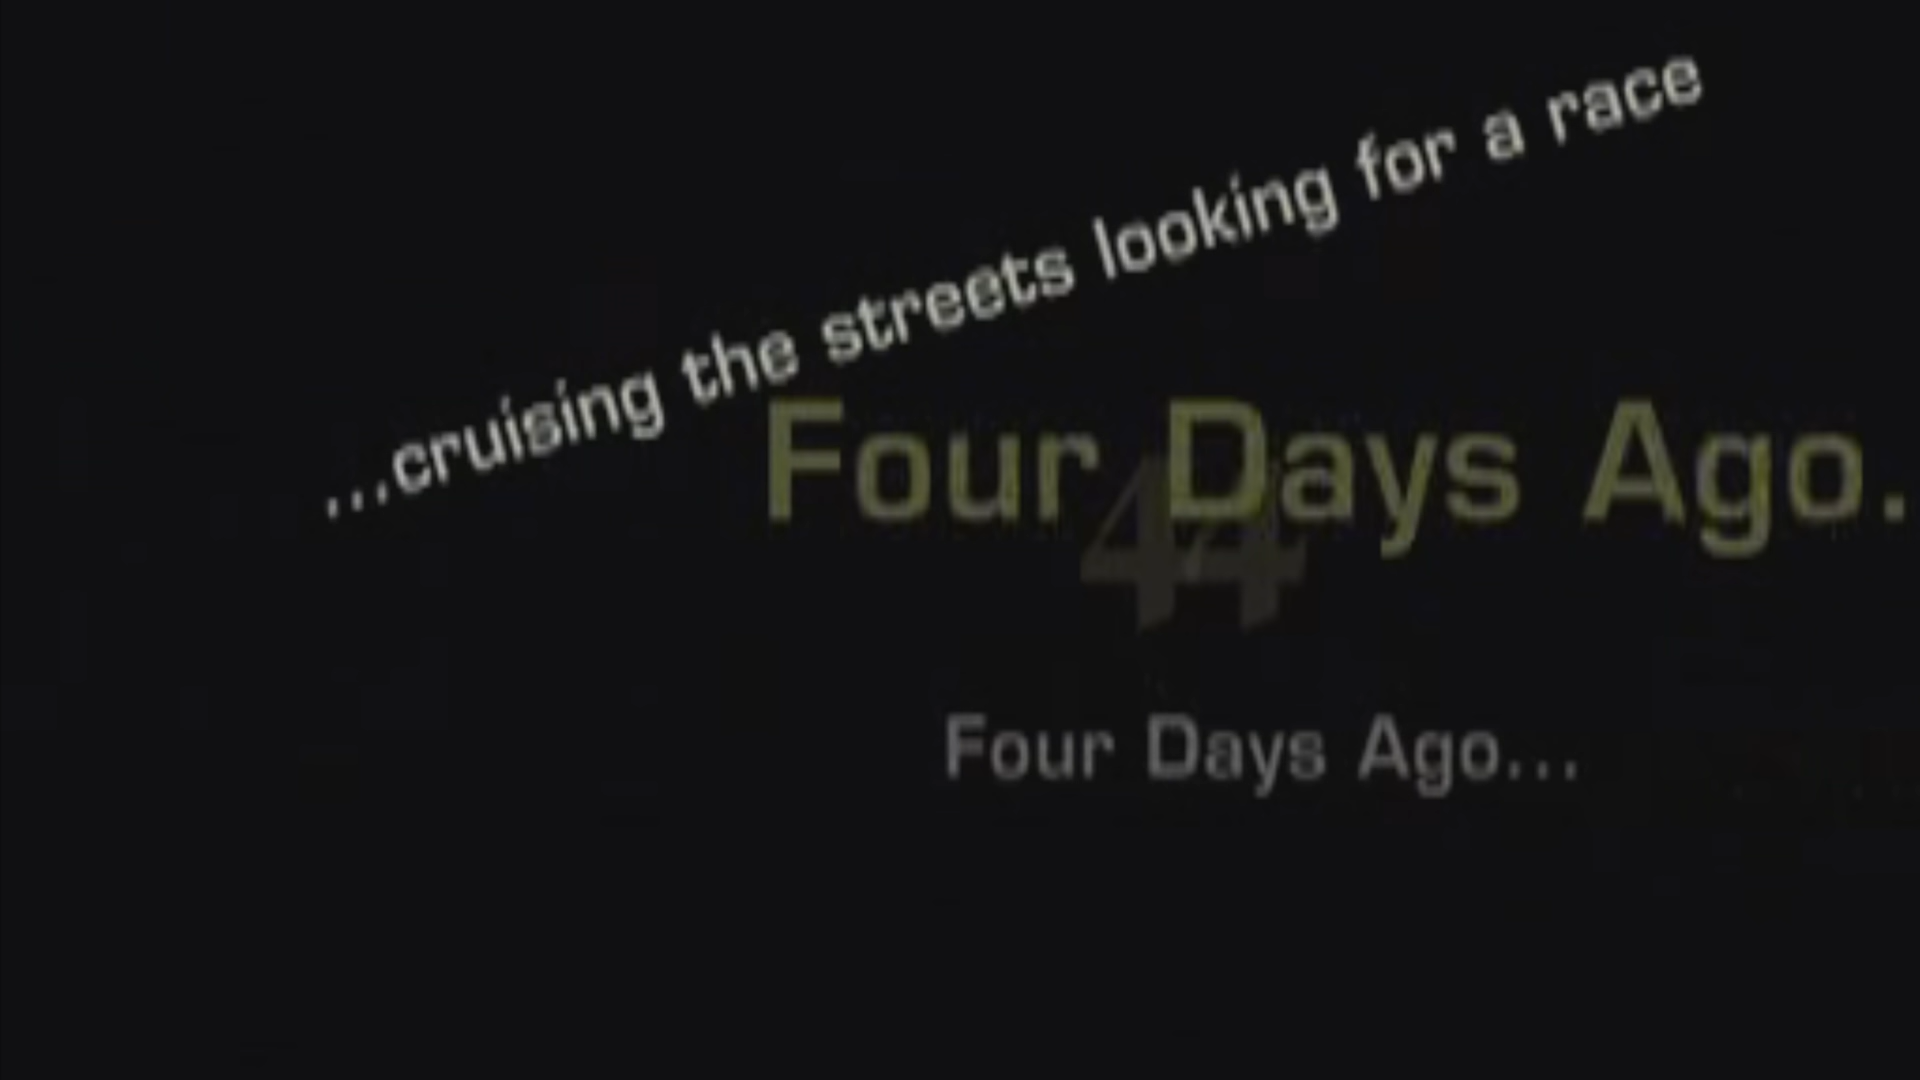 ...cruising the streets looking for a race
Four Days Ago.
44
Four Days Ago...